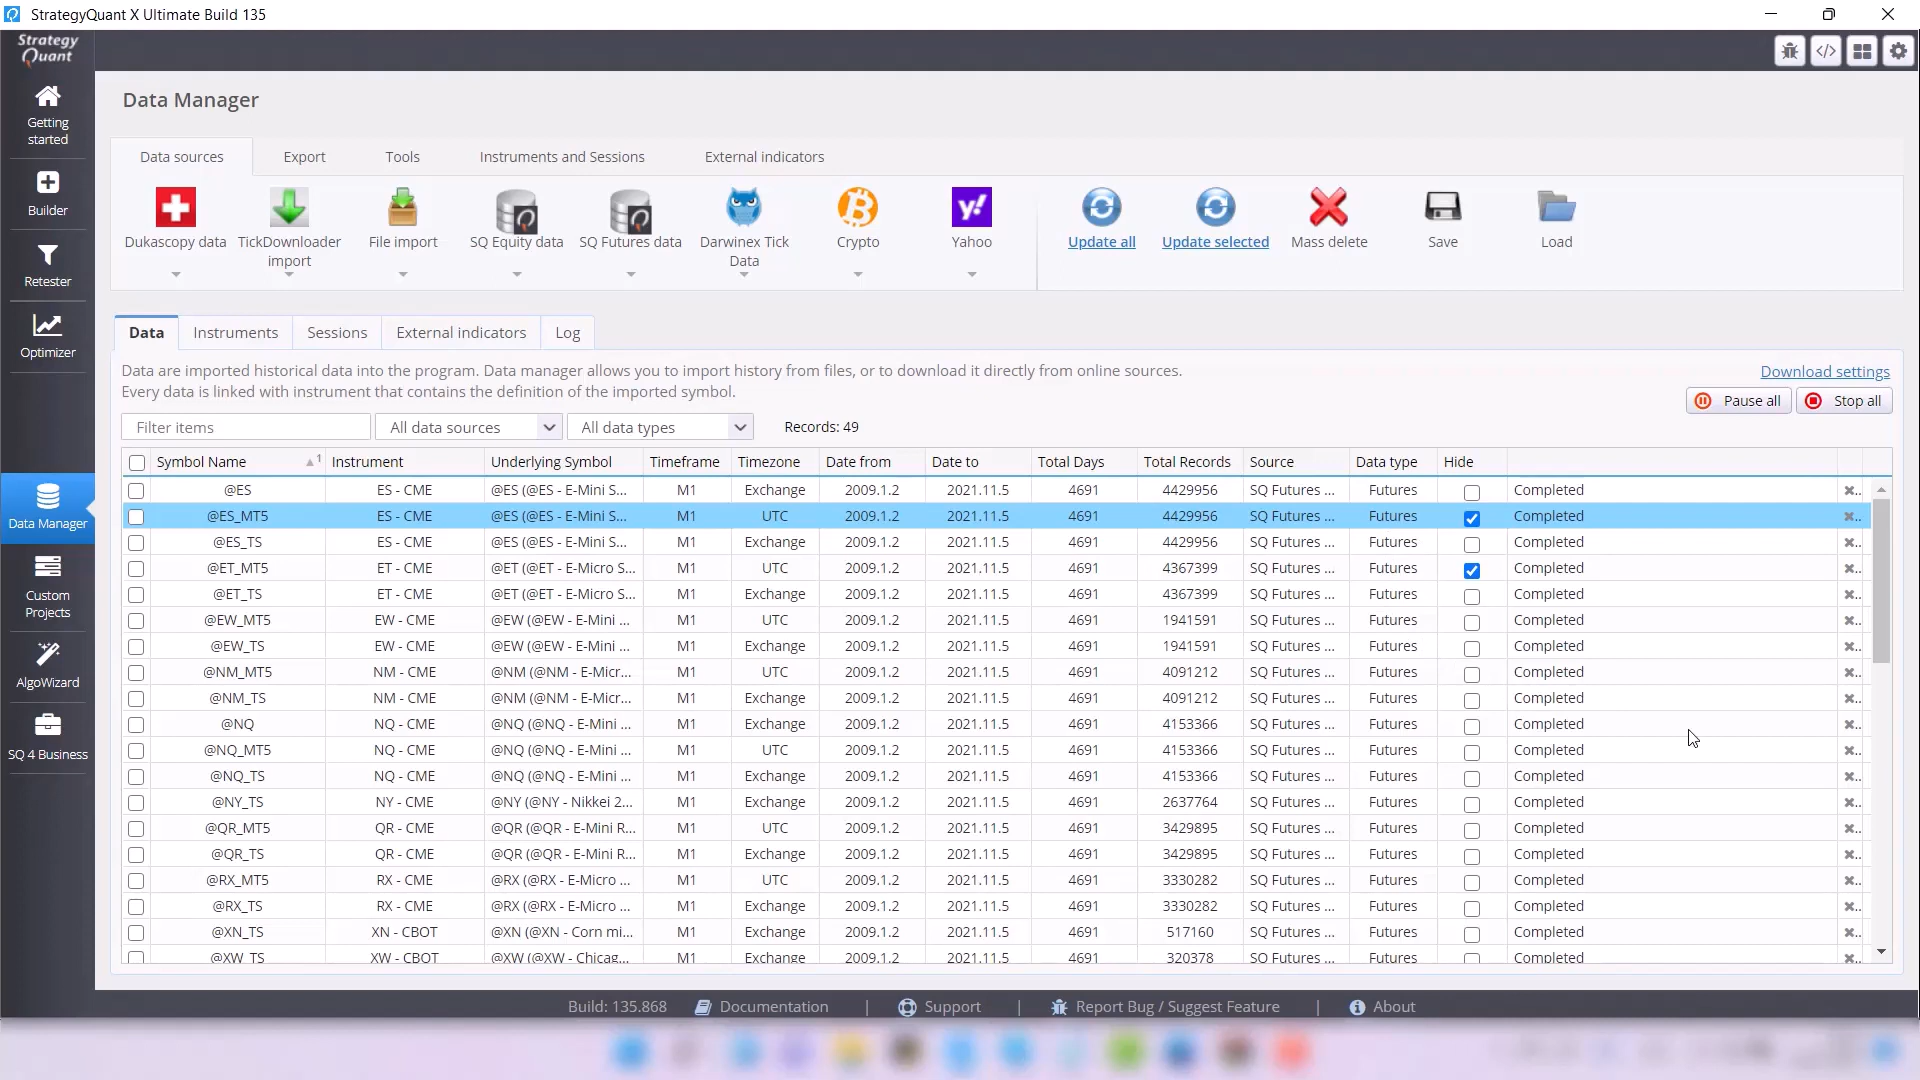 StrategyQuant X Ultimate Build 135
Strategy
Quant
Getting
started
Builder
Retester
Optimizer
Data Manager
Custom
Projects
AlgoWizard
SQ 4 Business
Data Manager
Data sources Export Tools Instruments and Sessions External indicators
Dukascopy data TickDownloader import File import SQ Equity data SQ Futures data Darwinex Tick Data Crypto Yahoo Update all Update selected Mass delete Save Load
Data Instruments Sessions External indicators Log
Data are imported historical data into the program. Data manager allows you to import history from files, or to download it directly from online sources.
Every data is linked with instrument that contains the definition of the imported symbol.
Download settings
Pause all Stop all
Filter items All data sources All data types Records: 49
Symbol Name 1 Instrument Underlying Symbol Timeframe Timezone Date from Date to Total Days Total Records Source Data type Hide
@ES ES - CME @ES (@ES - E-Mini S... M1 Exchange 2009.1.2 2021.11.5 4691 4429956 SQ Futures ... Futures Completed
@ES_MT5 ES - CME @ES (@ES - E-Mini S... M1 UTC 2009.1.2 2021.11.5 4691 4429956 SQ Futures ... Futures Completed
@ES_TS ES - CME @ES (@ES - E-Mini S... M1 Exchange 2009.1.2 2021.11.5 4691 4429956 SQ Futures ... Futures Completed
@ET_MT5 ET - CME @ET (@ET - E-Micro S... M1 UTC 2009.1.2 2021.11.5 4691 4367399 SQ Futures ... Futures Completed
@ET_TS ET - CME @ET (@ET - E-Micro S... M1 Exchange 2009.1.2 2021.11.5 4691 4367399 SQ Futures ... Futures Completed
@EW_MT5 EW - CME @EW (@EW - E-Mini ... M1 UTC 2009.1.2 2021.11.5 4691 1941591 SQ Futures ... Futures Completed
@EW_TS EW - CME @EW (@EW - E-Mini ... M1 Exchange 2009.1.2 2021.11.5 4691 1941591 SQ Futures ... Futures Completed
@NM_MT5 NM - CME @NM (@NM - E-Micr... M1 UTC 2009.1.2 2021.11.5 4691 4091212 SQ Futures ... Futures Completed
@NM_TS NM - CME @NM (@NM - E-Micr... M1 Exchange 2009.1.2 2021.11.5 4691 4091212 SQ Futures ... Futures Completed
@NQ NQ - CME @NQ (@NQ - E-Mini ... M1 Exchange 2009.1.2 2021.11.5 4691 4153366 SQ Futures ... Futures Completed
@NQ_MT5 NQ - CME @NQ (@NQ - E-Mini ... M1 UTC 2009.1.2 2021.11.5 4691 4153366 SQ Futures ... Futures Completed
@NQ_TS NQ - CME @NQ (@NQ - E-Mini ... M1 Exchange 2009.1.2 2021.11.5 4691 4153366 SQ Futures ... Futures Completed
@NY_TS NY - CME @NY (@NY - Nikkei 2... M1 Exchange 2009.1.2 2021.11.5 4691 2637764 SQ Futures ... Futures Completed
@QR_MT5 QR - CME @QR (@QR - E-Mini R... M1 UTC 2009.1.2 2021.11.5 4691 3429895 SQ Futures ... Futures Completed
@QR_TS QR - CME @QR (@QR - E-Mini R... M1 Exchange 2009.1.2 2021.11.5 4691 3429895 SQ Futures ... Futures Completed
@RX_MT5 RX - CME @RX (@RX - E-Micro ... M1 UTC 2009.1.2 2021.11.5 4691 3330282 SQ Futures ... Futures Completed
@RX_TS RX - CME @RX (@RX - E-Micro ... M1 Exchange 2009.1.2 2021.11.5 4691 3330282 SQ Futures ... Futures Completed
@XN_TS XN - CBOT @XN (@XN - Corn mi... M1 Exchange 2009.1.2 2021.11.5 4691 517160 SQ Futures ... Futures Completed
@XW_TS XW - CBOT @XW (@XW - Chicag... M1 Exchange 2009.1.2 2021.11.5 4691 320378 SQ Futures ... Futures Completed
Build: 135.868 Documentation | Support | Report Bug / Suggest Feature | About